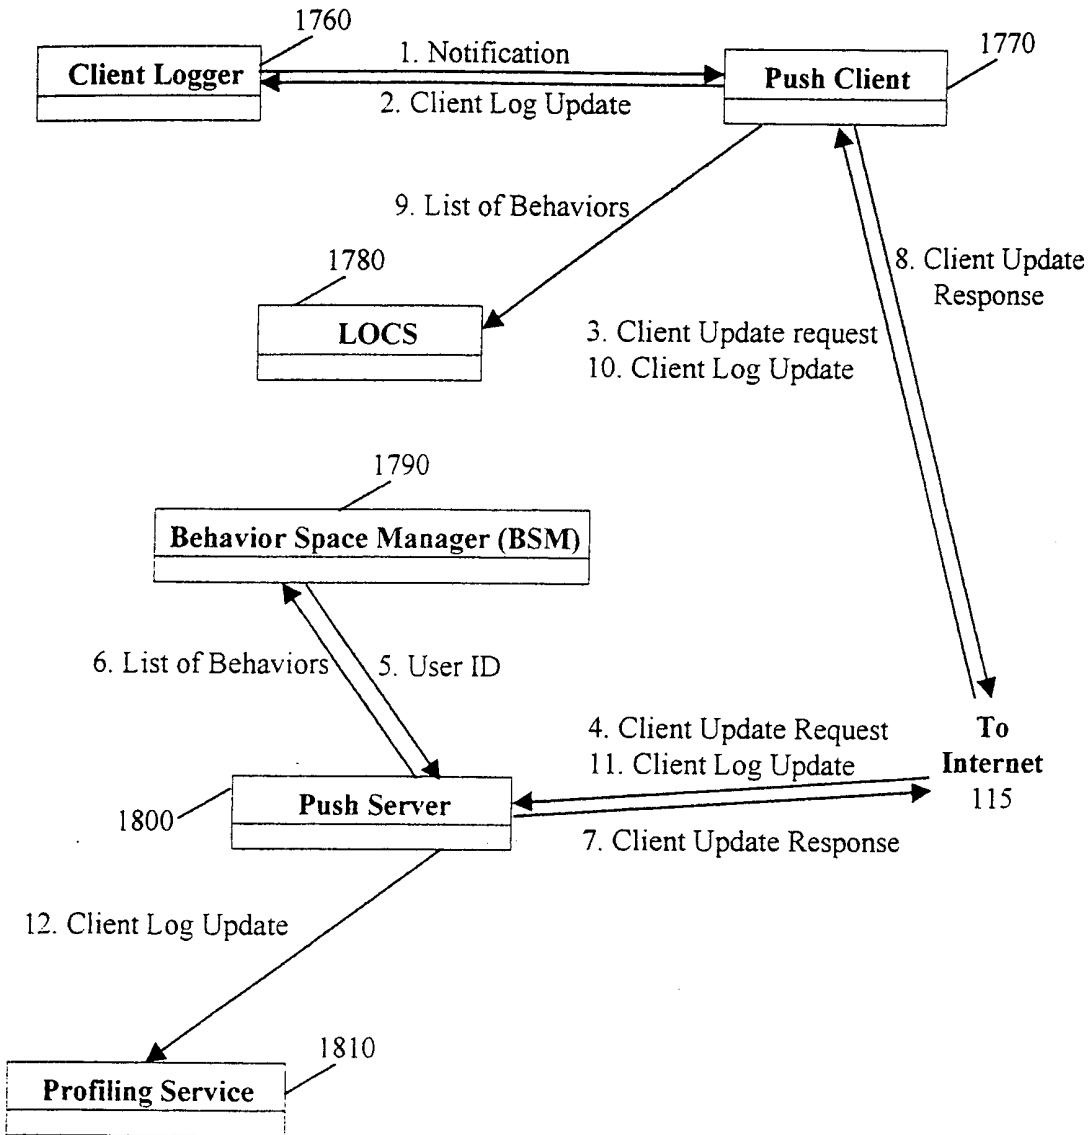 1760
1770
Client Logger
1. Notification
Push Client
2. Client Log Update
9. List of Behaviors
1780
8. Client Update
Response
LOCS
3. Client Update request
10. Client Log Update
1790
Behavior Space Manager (BSM)
6. List of Behaviors
5. User ID
4. Client Update Request
11. Client Log Update
To
Internet
115
1800
Push Server
7. Client Update Response
12. Client Log Update
1810
Profiling Service